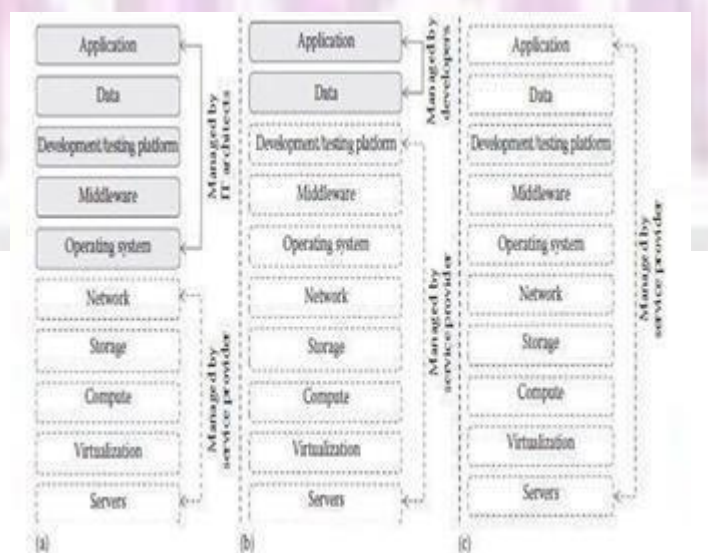 Application
Data
Development/testing platform
Middleware
Operating system
Network
Storage
Compute
Virtualization
Servers
Managed by
IT architects
Managed by
service provider
(a)
Application
Data
Development/testing platform
Middleware
Operating system
Network
Storage
Compute
Virtualization
Servers
Managed by
developers
Managed by
service provider
(b)
Application
Data
Development/testing platform
Middleware
Operating system
Network
Storage
Compute
Virtualization
Servers
Managed by
service provider
(c)